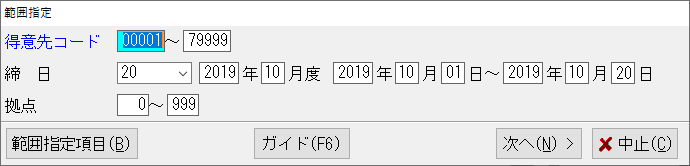 範囲指定
得意先コード 00001～ 79999
締　日 20 2019 年 10 月度 2019 年 10 月 01 日～ 2019 年 10 月 20 日
拠点 0～ 999
範囲指定項目(B) ガイド(F6) 次へ(N) > 中止(C)